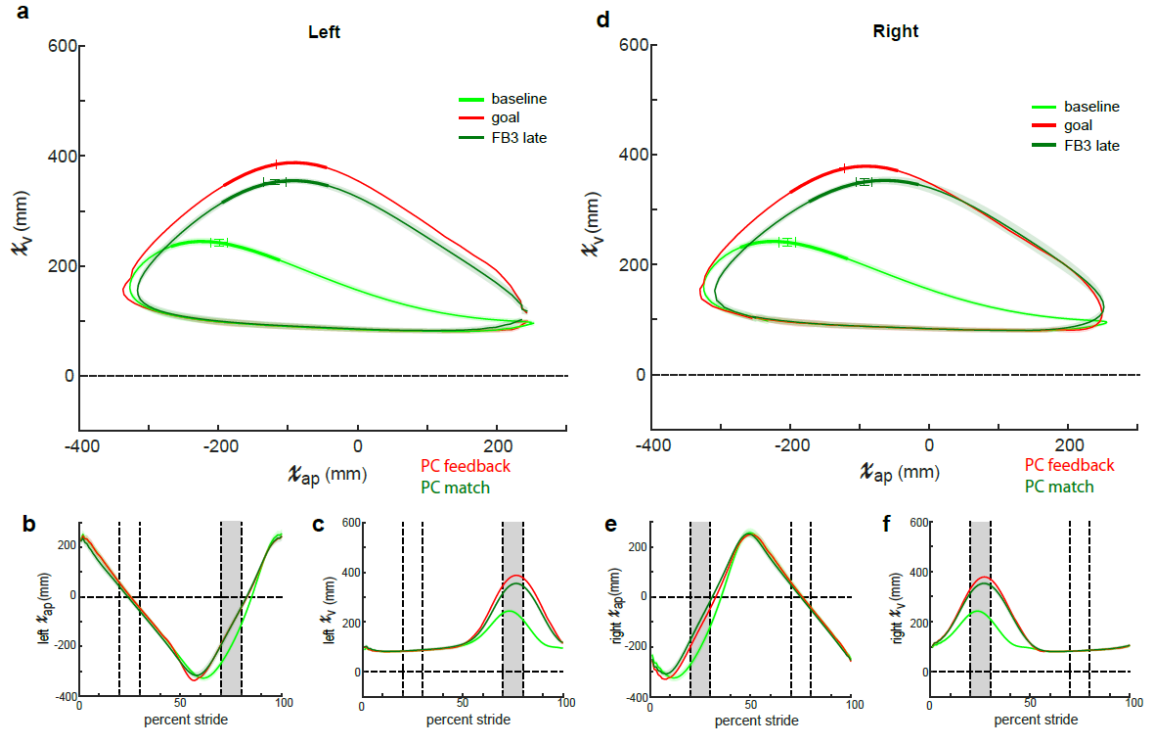 a
Left
600
400
200
0
-400
-200
0
200
𝓍v (mm)
𝓍ap (mm)
baseline
goal
FB3 late
PC feedback
PC match
d
Right
600
400
200
0
-400
-200
0
200
𝓍v (mm)
𝓍ap (mm)
baseline
goal
FB3 late
PC feedback
PC match
b
200
0
-200
-400
0
50
100
left 𝓍ap(mm)
percent stride
c
600
400
200
0
0
50
100
left 𝓍v (mm)
percent stride
e
200
0
-200
-400
0
50
100
right 𝓍ap(mm)
percent stride
f
600
400
200
0
0
50
100
right 𝓍v (mm)
percent stride